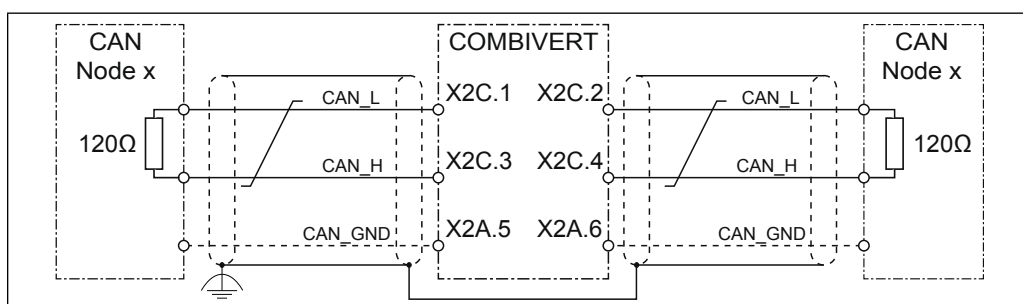 CAN
Node x
COMBIVERT
CAN
Node x
CAN_L
X2C.1
X2C.2
CAN_L
120Ω
120Ω
CAN_H
X2C.3
X2C.4
CAN_H
CAN_GND
X2A.5
X2A.6
CAN_GND